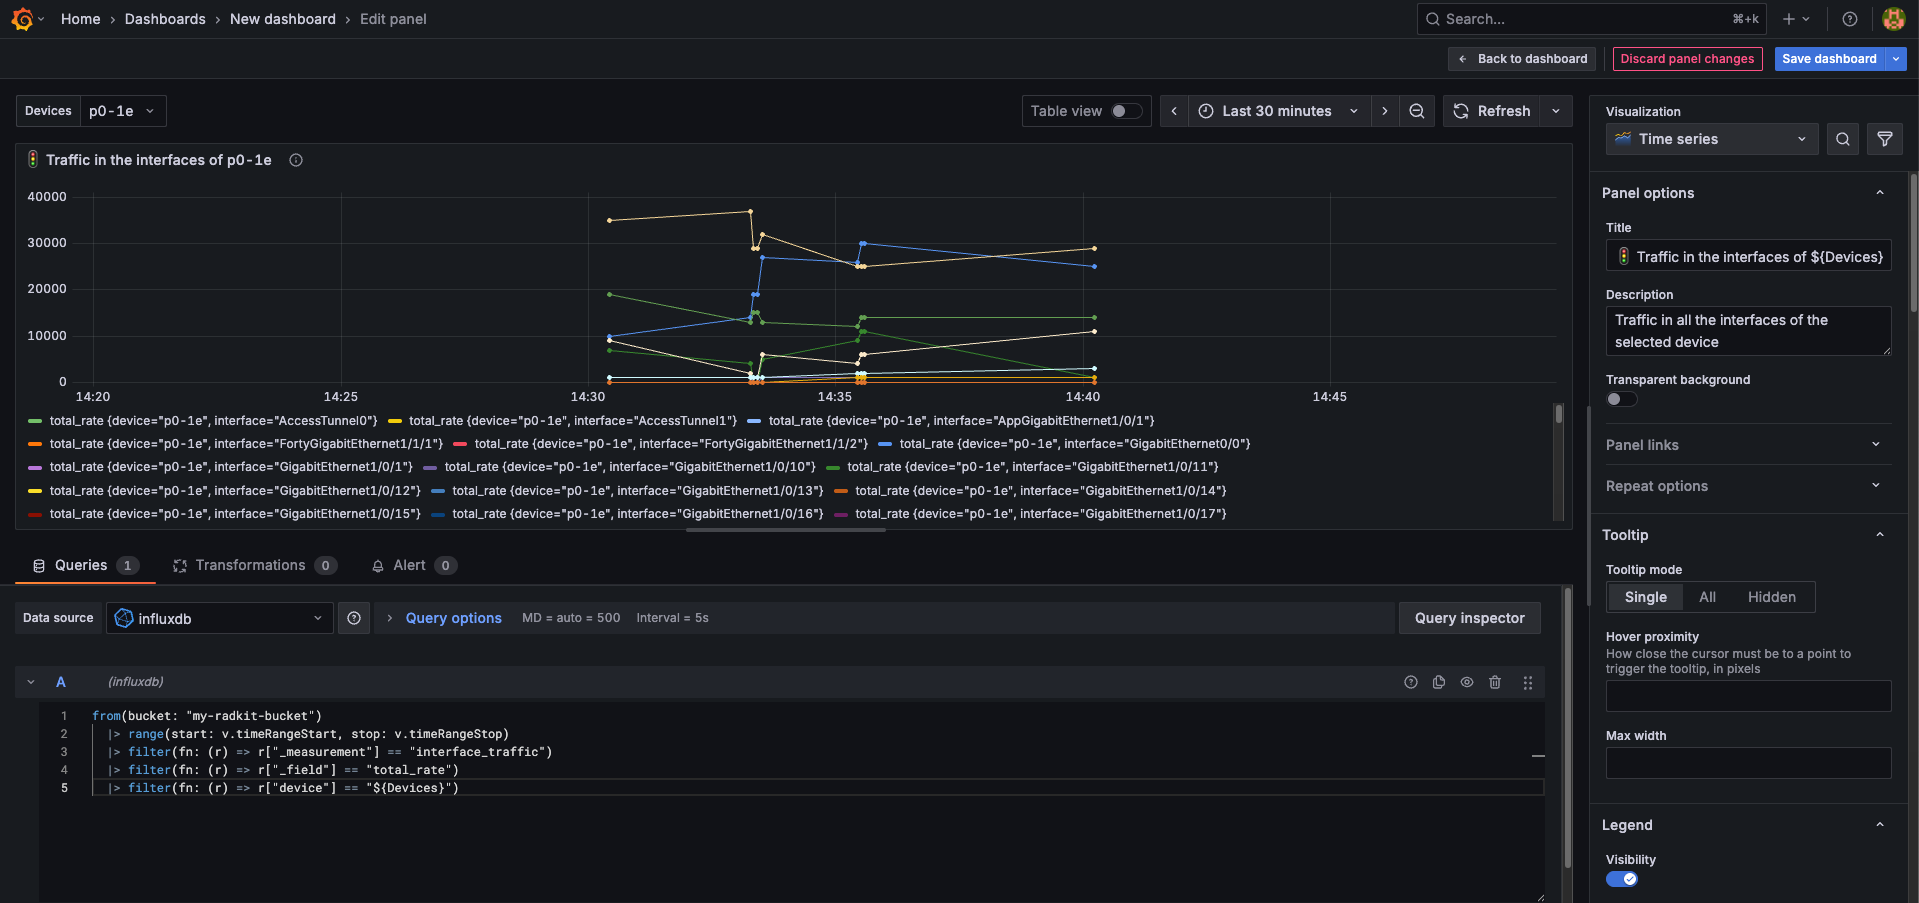 Home › Dashboards › New dashboard › Edit panel
Search... ⌘+k
← Back to dashboard Discard panel changes Save dashboard
Devices p0-1e
Table view Last 30 minutes Refresh
Traffic in the interfaces of p0-1e
40000
30000
20000
10000
0
14:20 14:25 14:30 14:35 14:40 14:45
total_rate {device="p0-1e", interface="AccessTunnel0"} total_rate {device="p0-1e", interface="AccessTunnel1"} total_rate {device="p0-1e", interface="AppGigabitEthernet1/0/1"}
total_rate {device="p0-1e", interface="FortyGigabitEthernet1/1/1"} total_rate {device="p0-1e", interface="FortyGigabitEthernet1/1/2"} total_rate {device="p0-1e", interface="GigabitEthernet0/0"}
total_rate {device="p0-1e", interface="GigabitEthernet1/0/1"} total_rate {device="p0-1e", interface="GigabitEthernet1/0/10"} total_rate {device="p0-1e", interface="GigabitEthernet1/0/11"}
total_rate {device="p0-1e", interface="GigabitEthernet1/0/12"} total_rate {device="p0-1e", interface="GigabitEthernet1/0/13"} total_rate {device="p0-1e", interface="GigabitEthernet1/0/14"}
total_rate {device="p0-1e", interface="GigabitEthernet1/0/15"} total_rate {device="p0-1e", interface="GigabitEthernet1/0/16"} total_rate {device="p0-1e", interface="GigabitEthernet1/0/17"}
Queries 1 Transformations 0 Alert 0
Data source influxdb Query options MD = auto = 500 Interval = 5s Query inspector
A (influxdb)
1 from(bucket: "my-radkit-bucket")
2 |> range(start: v.timeRangeStart, stop: v.timeRangeStop)
3 |> filter(fn: (r) => r["_measurement"] == "interface_traffic")
4 |> filter(fn: (r) => r["_field"] == "total_rate")
5 |> filter(fn: (r) => r["device"] == "${Devices}")
Visualization
Time series
Panel options
Title
Traffic in the interfaces of ${Devices}
Description
Traffic in all the interfaces of the
selected device
Transparent background
Panel links
Repeat options
Tooltip
Tooltip mode
Single All Hidden
Hover proximity
How close the cursor must be to a point to
trigger the tooltip, in pixels
Max width
Legend
Visibility